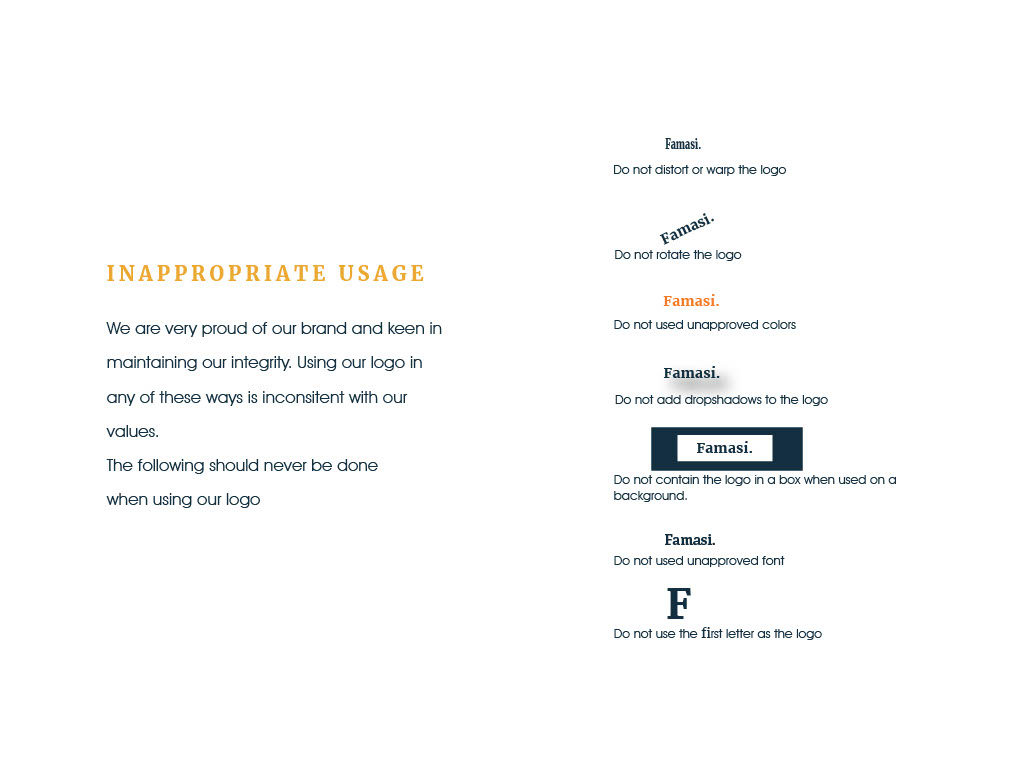 INAPPROPRIATE USAGE
We are very proud of our brand and keen in
maintaining our integrity. Using our logo in
any of these ways is inconsitent with our
values.
The following should never be done
when using our logo
Famasi.
Do not distort or warp the logo
Famasi.
Do not rotate the logo
Famasi.
Do not used unapproved colors
Famasi.
Do not add dropshadows to the logo
Famasi.
Do not contain the logo in a box when used on a
background.
Famasi.
Do not used unapproved font
F
Do not use the first letter as the logo